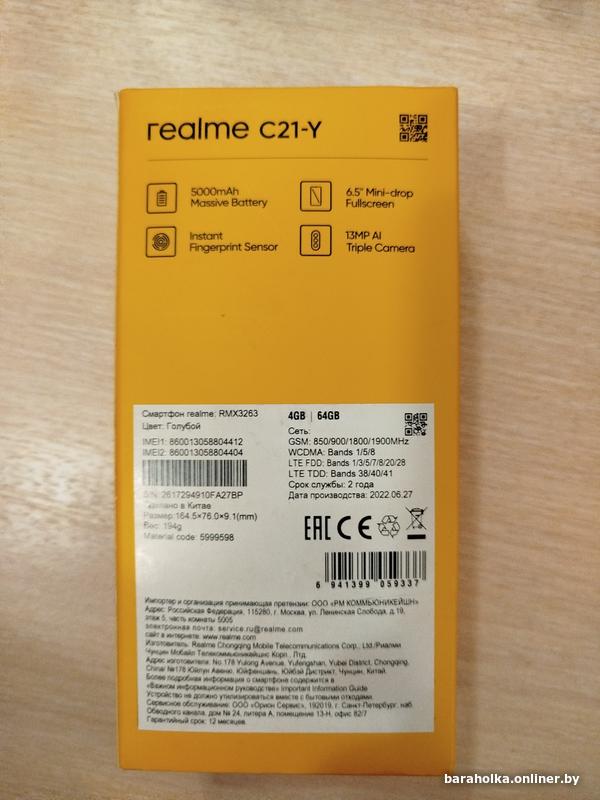 realme C21-Y
5000mAh
Massive Battery
6.5" Mini-drop
Fullscreen
Instant
Fingerprint Sensor
13MP AI
Triple Camera
Смартфон realme: RMX3263
Цвет: Голубой
IMEI1: 860013058804412
IMEI2: 860013058804404
S/N: 2617294910FA27BP
Сделано в Китае
Размер:164.5×76.0×9.1(mm)
Вес: 194g
Material code: 5999598
4GB | 64GB
Сеть:
GSM: 850/900/1800/1900MHz
WCDMA: Bands 1/5/8
LTE FDD: Bands 1/3/5/7/8/20/28
LTE TDD: Bands 38/40/41
Срок службы: 2 года
Дата производства: 2022.06.27
EAC CE
6 941399 059337
Импортер и организация принимающая претензии: ООО «РМ КОММЬЮНИКЕЙШН»
Адрес: Российская Федерация, 115280, г. Москва, ул. Ленинская Слобода, д.19,
этаж 5, часть комнаты 5005
электронная почта: service.ru@realme.com
сайт в интернете: www.realme.com
Изготовитель: Realme Chongqing Mobile Telecommunications Corp., Ltd./Риалми
Чунцин Мобайл Телекоммьюникейшнс Корп., Лтд.
Адрес изготовителя: No.178 Yulong Avenue, Yufengshan, Yubei District, Chongqing,
China/ №178 Юйлун Авеню, Юйфеншань, Юйбэй Дистрикт, Чунцин, Китай.
Более подробная информация о смартфоне содержится в
«Важном информационном руководстве» Important Information Guide
Устройство не должно утилизироваться вместе с бытовыми отходами.
Сервисное обслуживание: ООО «Орион Сервис», 192019, г. Санкт-Петербург, наб.
Обводного канала, дом № 24, литера А, помещение 13-Н, офис 82/7
Гарантийный срок: 12 месяцев.
baraholka.onliner.by